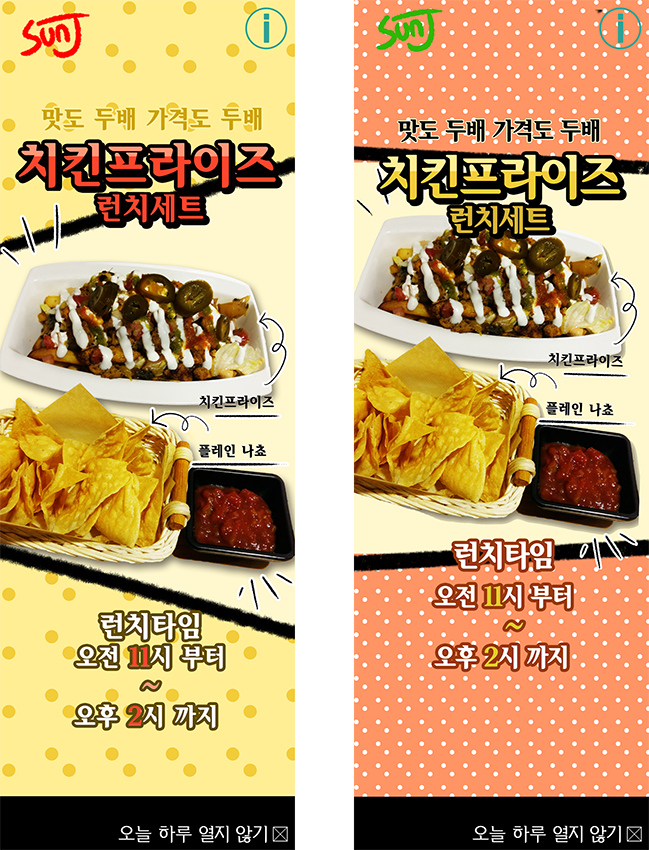 SunJ
i
맛도 두배 가격도 두배
치킨프라이즈
런치세트
치킨프라이즈
플레인 나쵸
런치타임
오전 11시 부터
~
오후 2시 까지
오늘 하루 열지 않기
SunJ
i
맛도 두배 가격도 두배
치킨프라이즈
런치세트
치킨프라이즈
플레인 나쵸
런치타임
오전 11시 부터
~
오후 2시 까지
오늘 하루 열지 않기